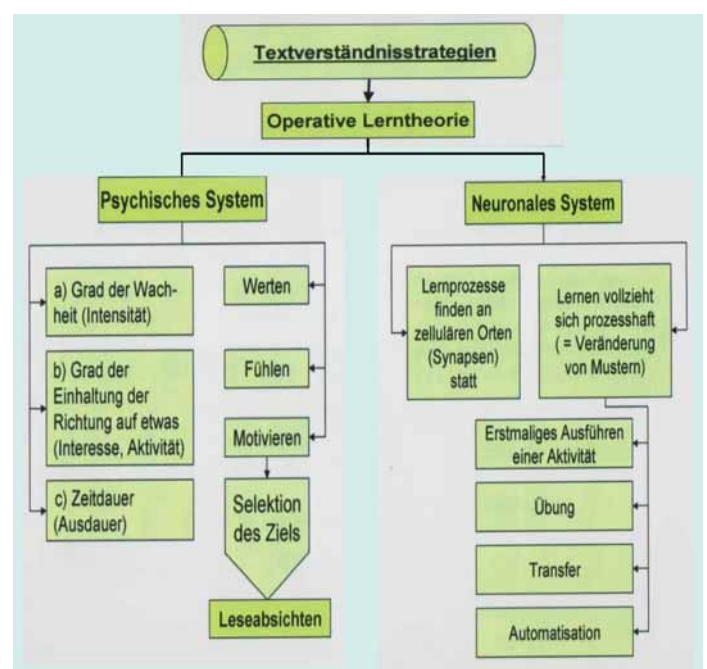 Textverständnisstrategien
Operative Lerntheorie
Psychisches System
a) Grad der Wach-
heit (Intensität)
b) Grad der
Einhaltung der
Richtung auf etwas
(Interesse, Aktivität)
c) Zeitdauer
(Ausdauer)
Werten
Fühlen
Motivieren
Selektion
des Ziels
Leseabsichten
Neuronales System
Lernprozesse
finden an
zellulären Orten
(Synapsen)
statt
Lernen vollzieht
sich prozesshaft
( = Veränderung
von Mustern)
Erstmaliges Ausführen
einer Aktivität
Übung
Transfer
Automatisation